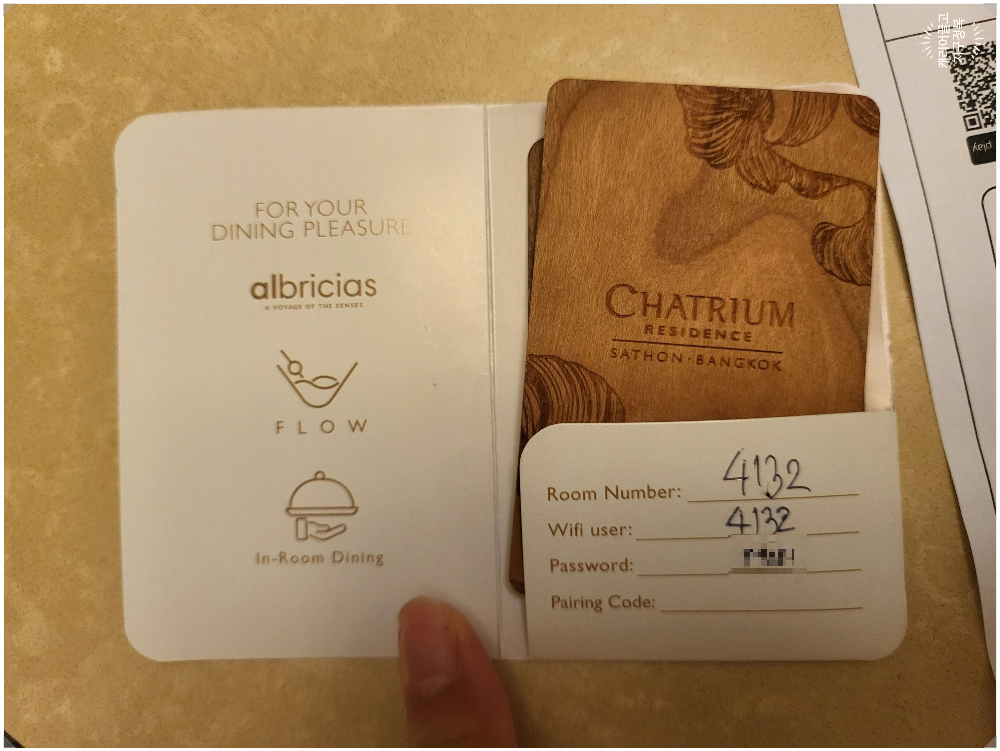 FOR YOUR
DINING PLEASURE
albricias
A VOYAGE OF THE SENSES
FLOW
In-Room Dining
CHATRIUM
RESIDENCE
SATHON·BANGKOK
Room Number: 4132
Wifi user: 4132
Password:
Pairing Code:
play